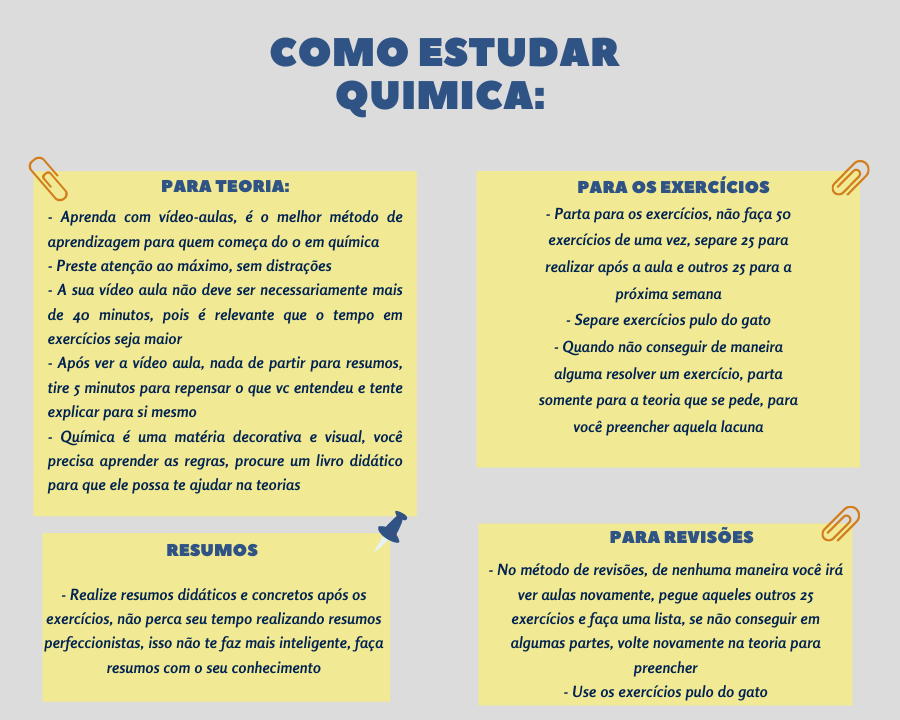 COMO ESTUDAR
QUIMICA:
PARA TEORIA:
- Aprenda com vídeo-aulas, é o melhor método de
aprendizagem para quem começa do 0 em química
- Preste atenção ao máximo, sem distrações
- A sua vídeo aula não deve ser necessariamente mais
de 40 minutos, pois é relevante que o tempo em
exercícios seja maior
- Após ver a vídeo aula, nada de partir para resumos,
tire 5 minutos para repensar o que vc entendeu e tente
explicar para si mesmo
- Química é uma matéria decorativa e visual, você
precisa aprender as regras, procure um livro didático
para que ele possa te ajudar na teorias
PARA OS EXERCÍCIOS
- Parta para os exercícios, não faça 50
exercícios de uma vez, separe 25 para
realizar após a aula e outros 25 para a
próxima semana
- Separe exercícios pulo do gato
- Quando não conseguir de maneira
alguma resolver um exercício, parta
somente para a teoria que se pede, para
você preencher aquela lacuna
RESUMOS
- Realize resumos didáticos e concretos após os
exercícios, não perca seu tempo realizando resumos
perfeccionistas, isso não te faz mais inteligente, faça
resumos com o seu conhecimento
PARA REVISÕES
- No método de revisões, de nenhuma maneira você irá
ver aulas novamente, pegue aqueles outros 25
exercícios e faça uma lista, se não conseguir em
algumas partes, volte novamente na teoria para
preencher
- Use os exercícios pulo do gato